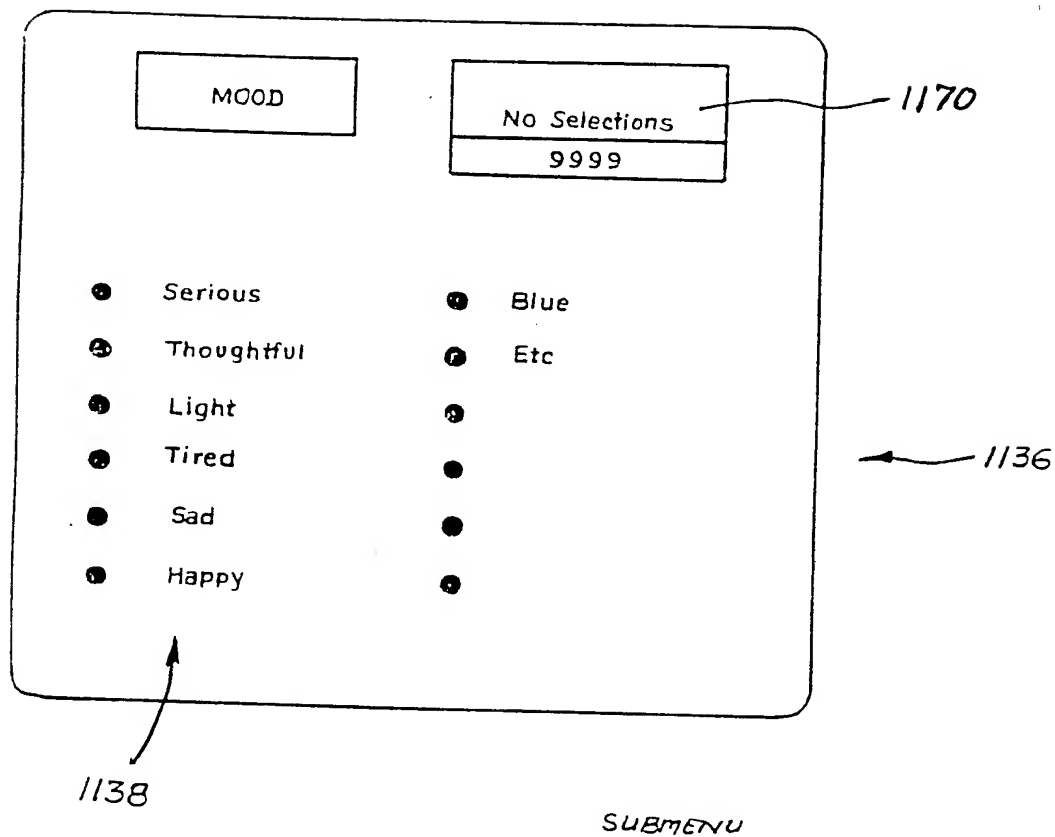 MOOD
No Selections
9999
1170
Serious
Thoughtful
Light
Tired
Sad
Happy
Blue
Etc
1136
1138
SUBMENU